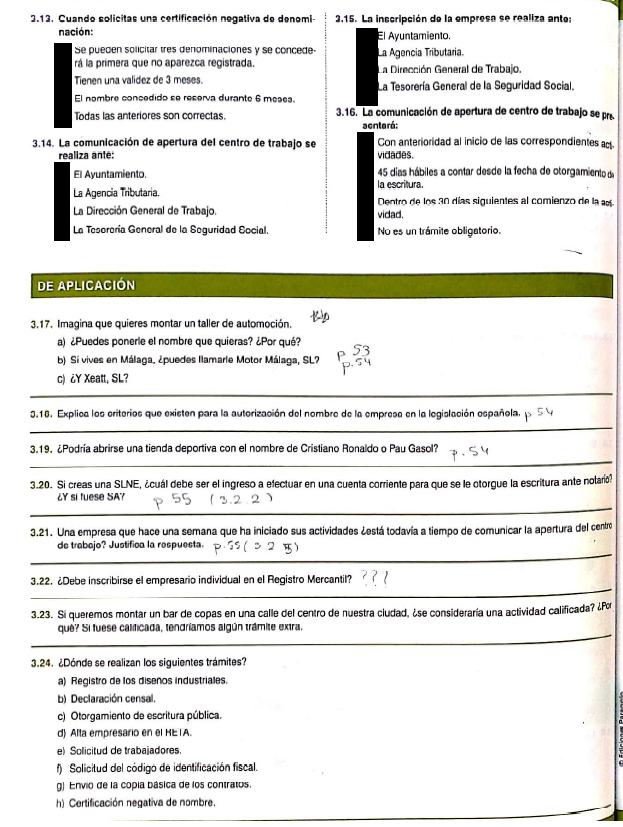 3.13. Cuando solicitas una certificación negativa de denomi-
nación:
Se pueden solicitar tres denominaciones y se concede-
rá la primera que no aparezca registrada.
Tienen una validez de 3 meses.
El nombre concedido se reserva durante 6 meses.
Todas las anteriores son correctas.
3.14. La comunicación de apertura del centro de trabajo se
realiza ante:
El Ayuntamiento.
La Agencia Tributaria.
La Dirección General de Trabajo.
La Tesorería General de la Seguridad Social.
3.15. La inscripción de la empresa se realiza ante:
El Ayuntamiento.
La Agencia Tributaria.
La Dirección General de Trabajo.
La Tesorería General de la Seguridad Social.
3.16. La comunicación de apertura de centro de trabajo se pre-
sentará:
Con anterioridad al inicio de las correspondientes acti-
vidades.
45 días hábiles a contar desde la fecha de otorgamiento de
la escritura.
Dentro de los 30 días siguientes al comienzo de la acti-
vidad.
No es un trámite obligatorio.
DE APLICACIÓN
3.17. Imagina que quieres montar un taller de automoción.
a) ¿Puedes ponerle el nombre que quieras? ¿Por qué?
p 53
b) Si vives en Málaga, ¿puedes llamarle Motor Málaga, SL?
p. 54
c) ¿Y Xeatt, SL?
3.18. Explica los criterios que existen para la autorización del nombre de la empresa en la legislación española. p 54
3.19. ¿Podría abrirse una tienda deportiva con el nombre de Cristiano Ronaldo o Pau Gasol? p. 54
3.20. Si creas una SLNE, ¿cuál debe ser el ingreso a efectuar en una cuenta corriente para que se le otorgue la escritura ante notario?
¿Y si fuese SA? p 55 (3.2.2)
3.21. Una empresa que hace una semana que ha iniciado sus actividades ¿está todavía a tiempo de comunicar la apertura del centro
de trabajo? Justifica la respuesta. p. 55 (3 2
3.22. ¿Debe inscribirse el empresario individual en el Registro Mercantil? ???
3.23. Si queremos montar un bar de copas en una calle del centro de nuestra ciudad, ¿se consideraría una actividad calificada? ¿Por
qué? Si fuese calificada, tendríamos algún trámite extra.
3.24. ¿Dónde se realizan los siguientes trámites?
a) Registro de los diseños industriales.
b) Declaración censal.
c) Otorgamiento de escritura pública.
d) Alta empresario en el RETA.
e) Solicitud de trabajadores.
f) Solicitud del código de identificación fiscal.
g) Envío de la copia básica de los contratos.
h) Certificación negativa de nombre.
© Ediciones Paraninfo